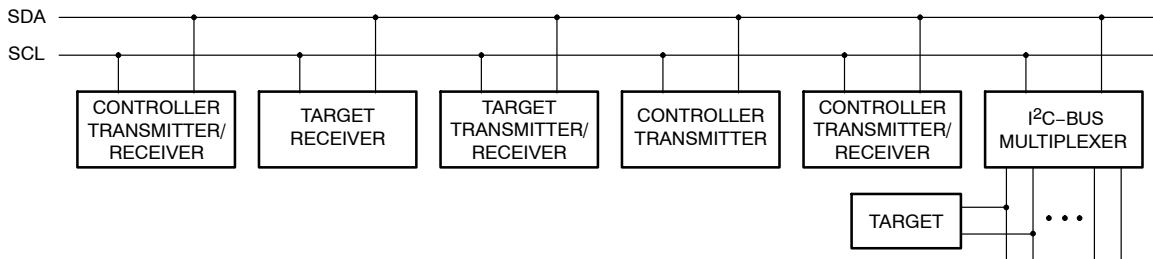 SDA
SCL
CONTROLLER
TRANSMITTER/
RECEIVER
TARGET
RECEIVER
TARGET
TRANSMITTER/
RECEIVER
CONTROLLER
TRANSMITTER
CONTROLLER
TRANSMITTER/
RECEIVER
I²C−BUS
MULTIPLEXER
TARGET